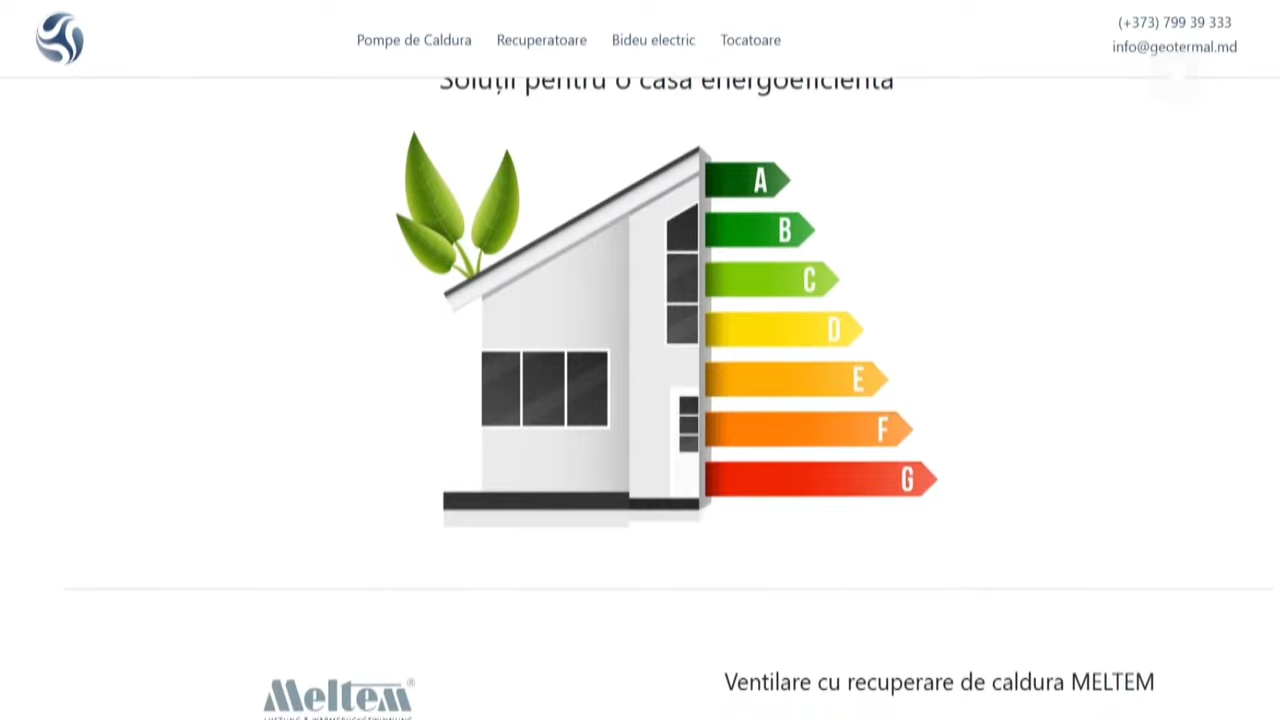 Pompe de Caldura
Recuperatoare
Bideu electric
Tocatoare
(+373) 799 39 333
info@geotermal.md
Soluții pentru o casa energoeficienta
A
B
C
D
E
F
G
Meltem®
Ventilare cu recuperare de caldura MELTEM